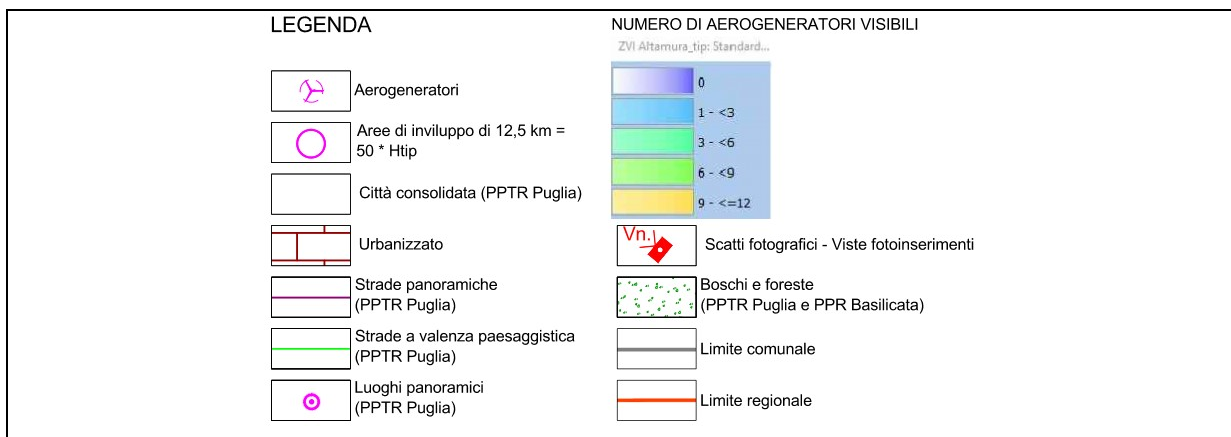 LEGENDA
Aerogeneratori
Aree di inviluppo di 12,5 km =
50 * Htip
Città consolidata (PPTR Puglia)
Urbanizzato
Strade panoramiche
(PPTR Puglia)
Strade a valenza paesaggistica
(PPTR Puglia)
Luoghi panoramici
(PPTR Puglia)
NUMERO DI AEROGENERATORI VISIBILI
ZVI Altamura_tip: Standard...
0
1 - <3
3 - <6
6 - <9
9 - <=12
Vn.
Scatti fotografici - Viste fotoinserimenti
Boschi e foreste
(PPTR Puglia e PPR Basilicata)
Limite comunale
Limite regionale